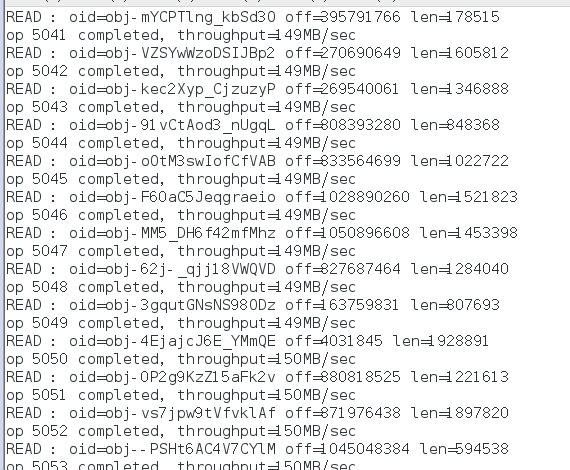 READ : oid=obj-mYCPTlng_kbSd30 off=395791766 len=178515
op 5041 completed, throughput=149MB/sec
READ : oid=obj-VZSYwWzoDSIJBp2 off=270690649 len=1605812
op 5042 completed, throughput=149MB/sec
READ : oid=obj-kec2Xyp_CjzuzyP off=269540061 len=1346888
op 5043 completed, throughput=149MB/sec
READ : oid=obj-91vCtAod3_nUgqL off=808393280 len=848368
op 5044 completed, throughput=149MB/sec
READ : oid=obj-oOtM3swIofCfVAB off=833564699 len=1022722
op 5045 completed, throughput=149MB/sec
READ : oid=obj-F60aC5Jeqgraeio off=1028890260 len=1521823
op 5046 completed, throughput=149MB/sec
READ : oid=obj-MM5_DH6f42mfMhz off=1050896608 len=1453398
op 5047 completed, throughput=149MB/sec
READ : oid=obj-62j-_qjj18VWQVD off=827687464 len=1284040
op 5048 completed, throughput=149MB/sec
READ : oid=obj-3gqutGNsNS98ODz off=163759831 len=807693
op 5049 completed, throughput=149MB/sec
READ : oid=obj-4EjajcJ6E_YMmQE off=4031845 len=1928891
op 5050 completed, throughput=150MB/sec
READ : oid=obj-OP2g9KzZ15aFk2v off=880818525 len=1221613
op 5051 completed, throughput=150MB/sec
READ : oid=obj-vs7jpw9tVfvklAf off=871976438 len=1897820
op 5052 completed, throughput=150MB/sec
READ : oid=obj--PSHt6AC4V7CYlM off=1045048384 len=594538
op 5053 completed, throughput=150MB/sec